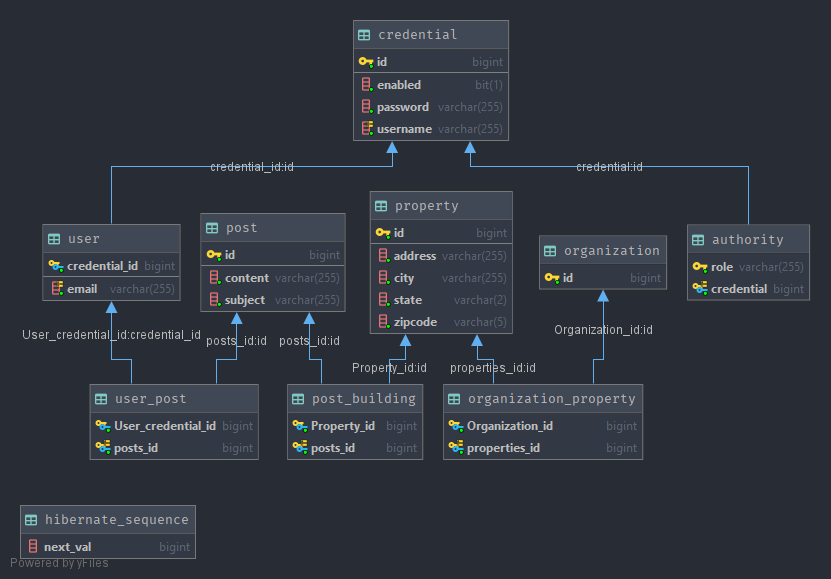 credential
id bigint
enabled bit(1)
password varchar(255)
username varchar(255)
credential_id:id
credential:id
user
credential_id bigint
email varchar(255)
post
id bigint
content varchar(255)
subject varchar(255)
property
id bigint
address varchar(255)
city varchar(255)
state varchar(2)
zipcode varchar(5)
organization
id bigint
authority
role varchar(255)
credential bigint
User_credential_id:credential_id
posts_id:id
posts_id:id
Property_id:id
properties_id:id
Organization_id:id
user_post
User_credential_id bigint
posts_id bigint
post_building
Property_id bigint
posts_id bigint
organization_property
Organization_id bigint
properties_id bigint
hibernate_sequence
next_val bigint
Powered by yFiles